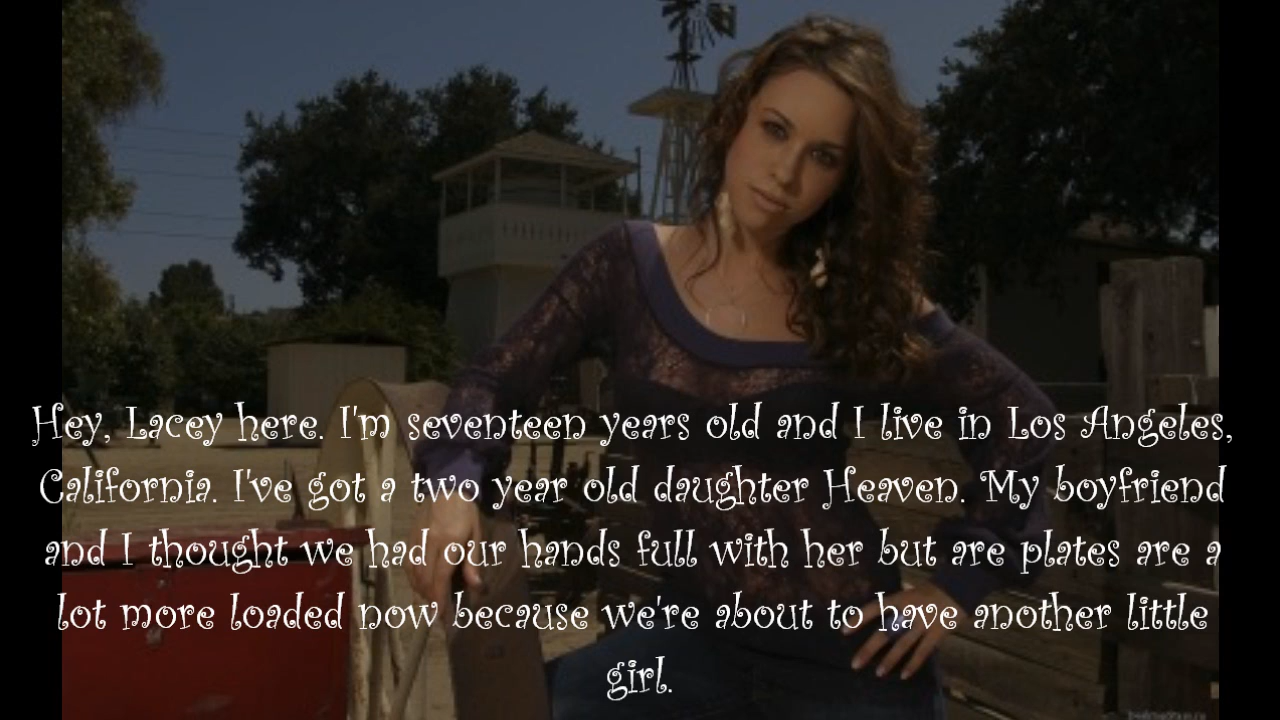 Hey, Lacey here. I'm seventeen years old and I live in Los Angeles,
California. I've got a two year old daughter Heaven. My boyfriend
and I thought we had our hands full with her but are plates are a
lot more loaded now because we're about to have another little
girl.